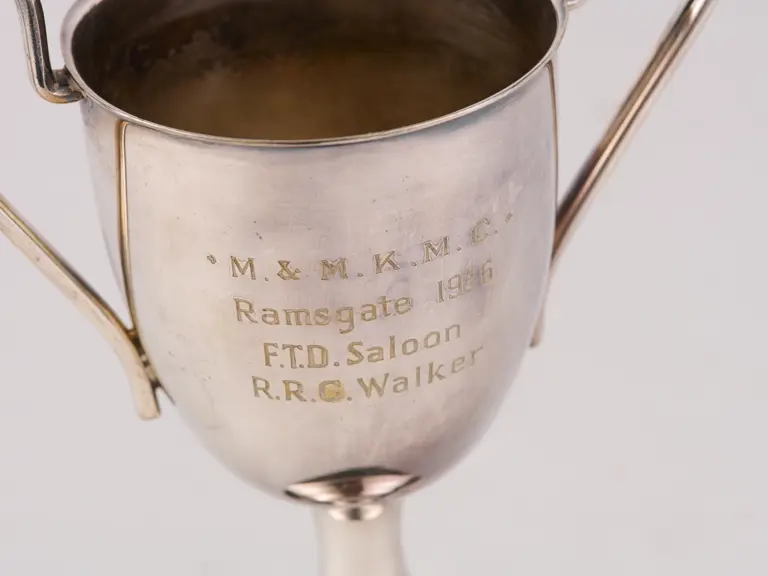 · M. & M. K. M. C. ·
Ramsgate
F.T.D. Saloon
R.R.G. Walker